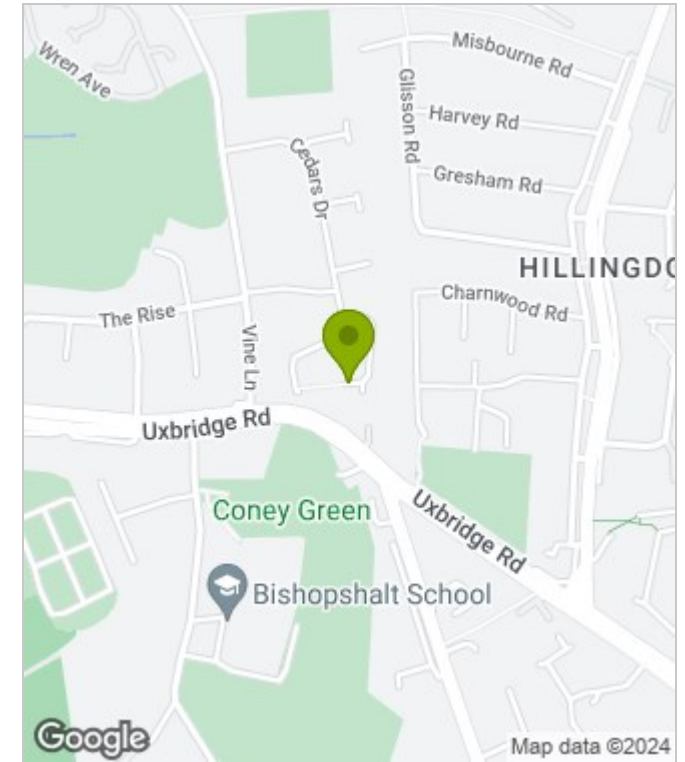 Wren Ave
Misbourne Rd
Glisson Rd
Harvey Rd
Cedars Dr
Gresham Rd
HILLINGDO
Charnwood Rd
The Rise
Vine Ln
Uxbridge Rd
Coney Green
Uxbridge Rd
Bishopshalt School
Google
Map data ©2024